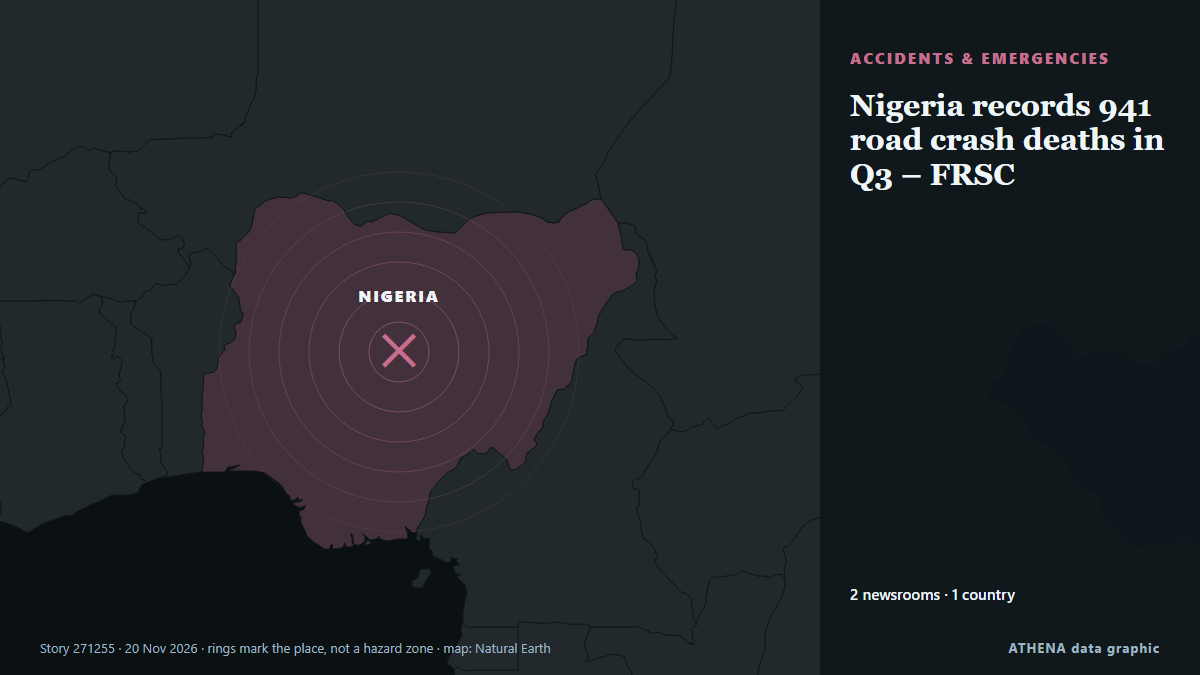 ACCIDENTS & EMERGENCIES
Nigeria records 941
road crash deaths in
Q3 – FRSC
NIGERIA
2 newsrooms · 1 country
Story 271255 · 20 Nov 2026 · rings mark the place, not a hazard zone · map: Natural Earth
ATHENA data graphic